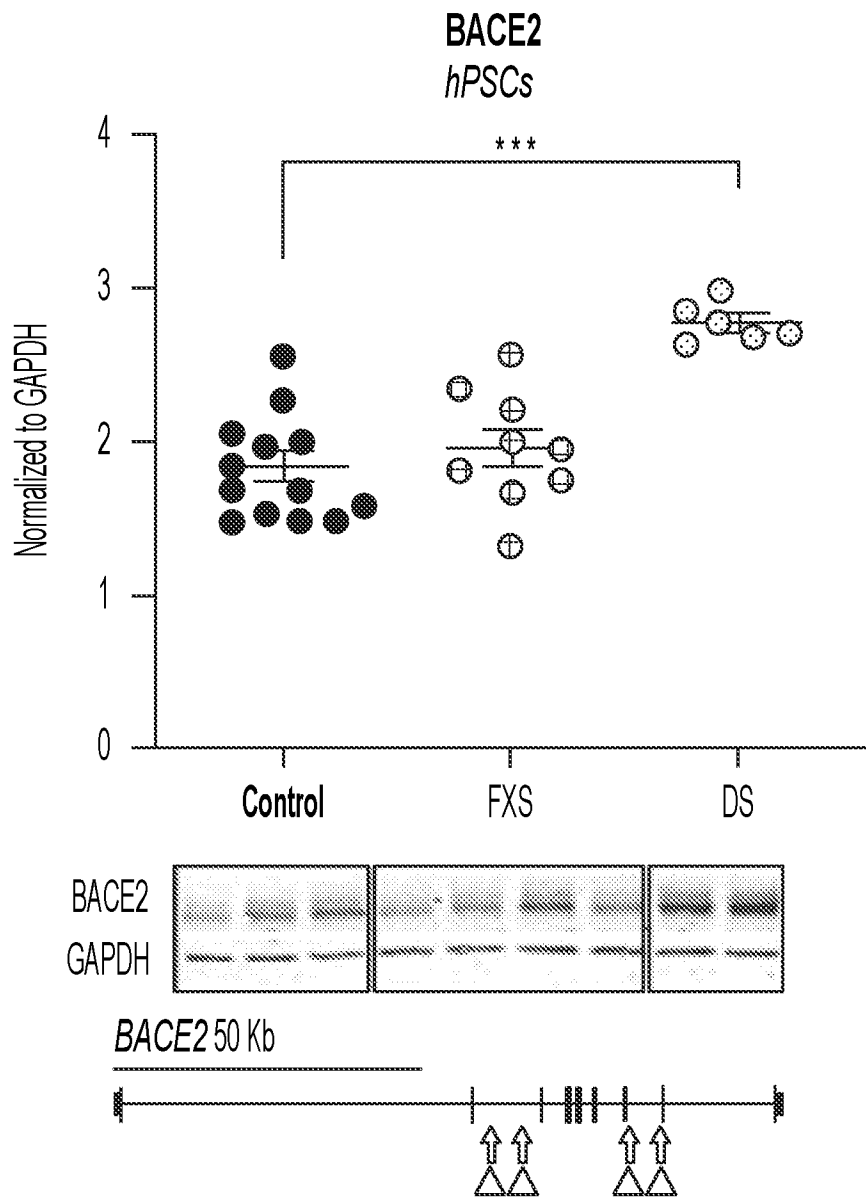 BACE2
hPSCs
***
4
3
2
1
0
Normalized to GAPDH
Control FXS DS
BACE2
GAPDH
BACE2 50 Kb